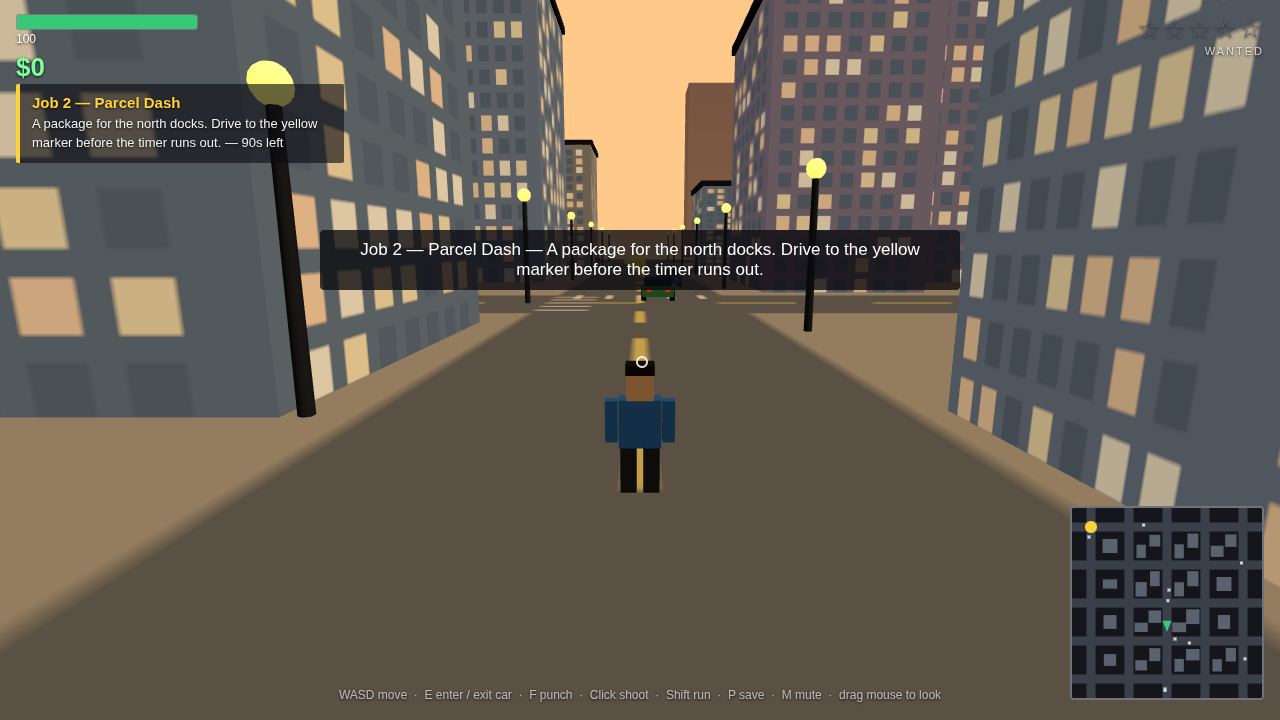 100
☆ ☆ ☆ ☆ ☆
WANTED
$0
Job 2 — Parcel Dash
A package for the north docks. Drive to the yellow
marker before the timer runs out. — 90s left
Job 2 — Parcel Dash — A package for the north docks. Drive to the yellow
marker before the timer runs out.
WASD move · E enter / exit car · F punch · Click shoot · Shift run · P save · M mute · drag mouse to look